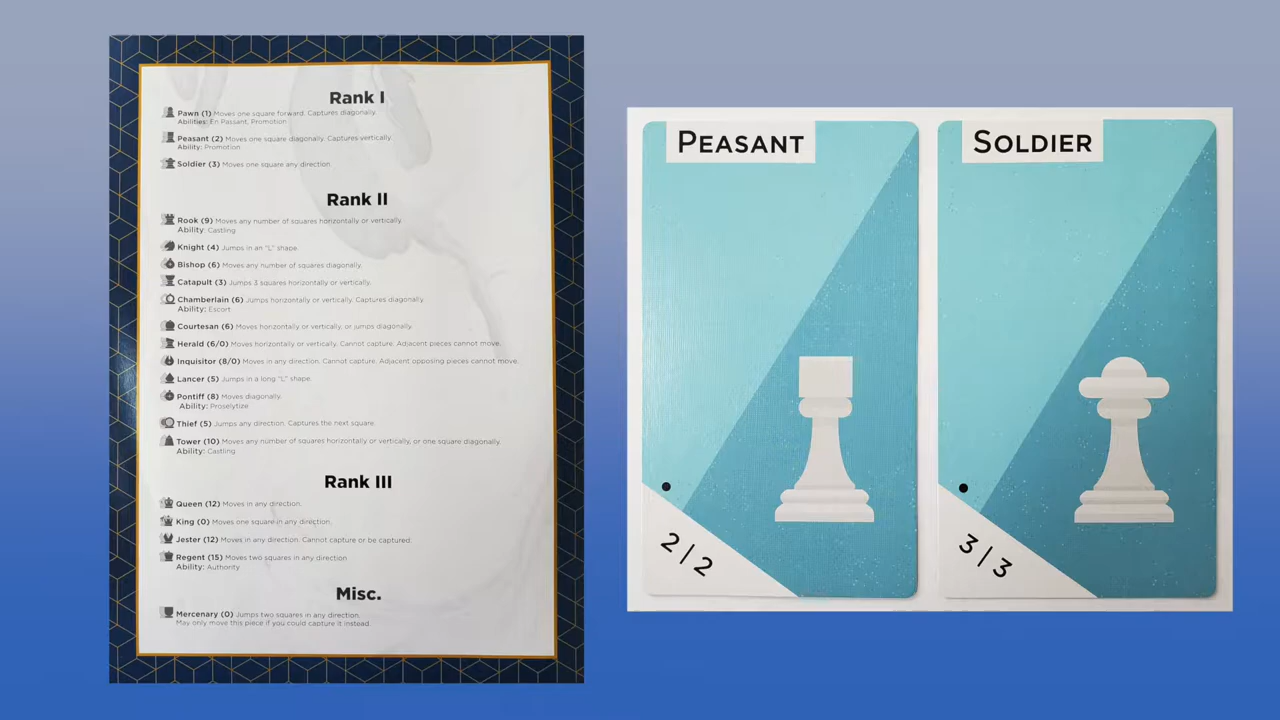 Rank I
Pawn (1) Moves one square forward. Captures diagonally.
Abilities: En Passant, Promotion
Peasant (2) Moves one square diagonally. Captures vertically.
Ability: Promotion
Soldier (3) Moves one square any direction.
Rank II
Rook (9) Moves any number of squares horizontally or vertically.
Ability: Castling
Knight (4) Jumps in an "L" shape.
Bishop (6) Moves any number of squares diagonally.
Catapult (3) Jumps 3 squares horizontally or vertically.
Chamberlain (6) Jumps horizontally or vertically. Captures diagonally.
Ability: Escort
Courtesan (6) Moves horizontally or vertically, or jumps diagonally.
Herald (6/0) Moves horizontally or vertically. Cannot capture. Adjacent pieces cannot move.
Inquisitor (8/0) Moves in any direction. Cannot capture. Adjacent opposing pieces cannot move.
Lancer (5) Jumps in a long "L" shape.
Pontiff (8) Moves diagonally.
Ability: Proselytize
Thief (5) Jumps any direction. Captures the next square.
Tower (10) Moves any number of squares horizontally or vertically, or one square diagonally.
Ability: Castling
Rank III
Queen (12) Moves in any direction.
King (0) Moves one square in any direction.
Jester (12) Moves in any direction. Cannot capture or be captured.
Regent (15) Moves two squares in any direction.
Ability: Authority
Misc.
Mercenary (0) Jumps two squares in any direction.
May only move this piece if you could capture it instead.
PEASANT
2|2
SOLDIER
3|3